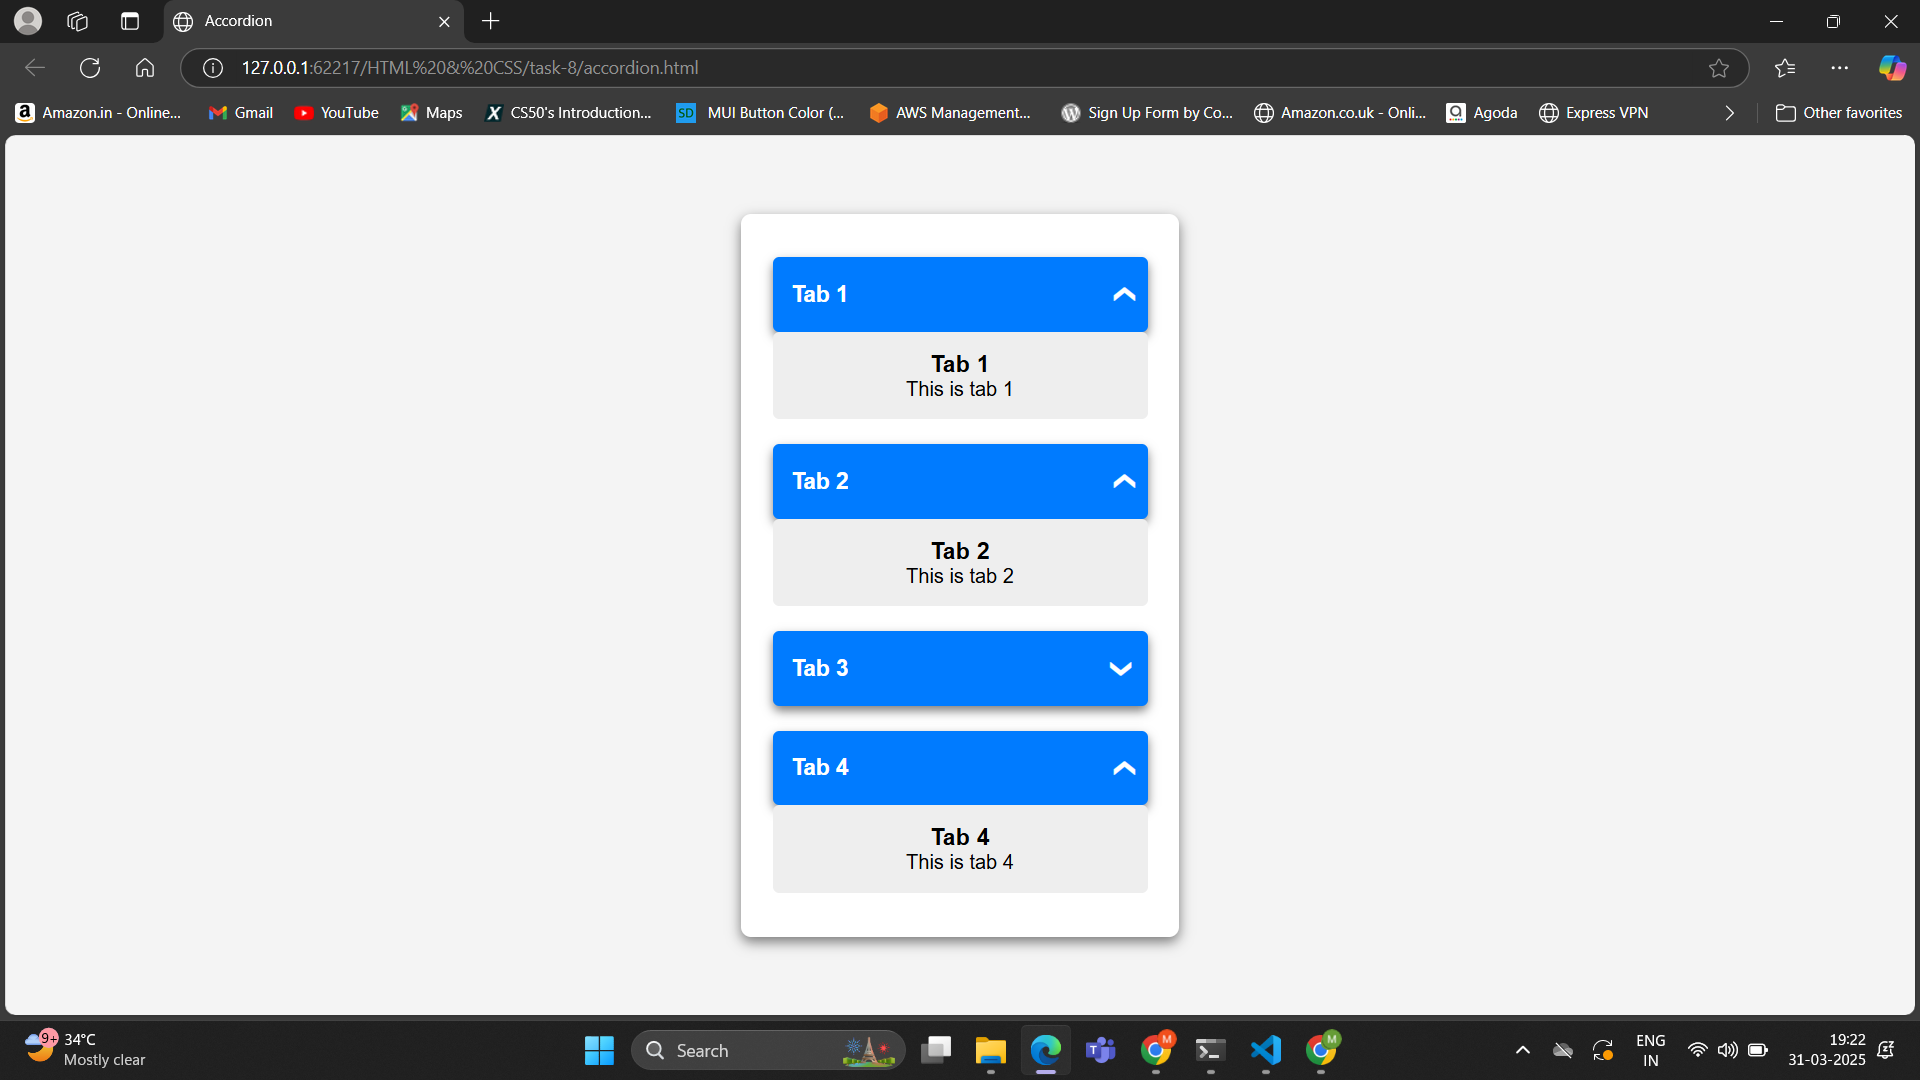 Accordion
127.0.0.1:62217/HTML%20&%20CSS/task-8/accordion.html
Amazon.in - Online... Gmail YouTube Maps CS50's Introduction... SD MUI Button Color (... AWS Management... Sign Up Form by Co... Amazon.co.uk - Onli... Agoda Express VPN Other favorites
Tab 1
Tab 1
This is tab 1
Tab 2
Tab 2
This is tab 2
Tab 3
Tab 4
Tab 4
This is tab 4
9+ 34°C
Mostly clear
Search
M
M
ENG
IN
19:22
31-03-2025